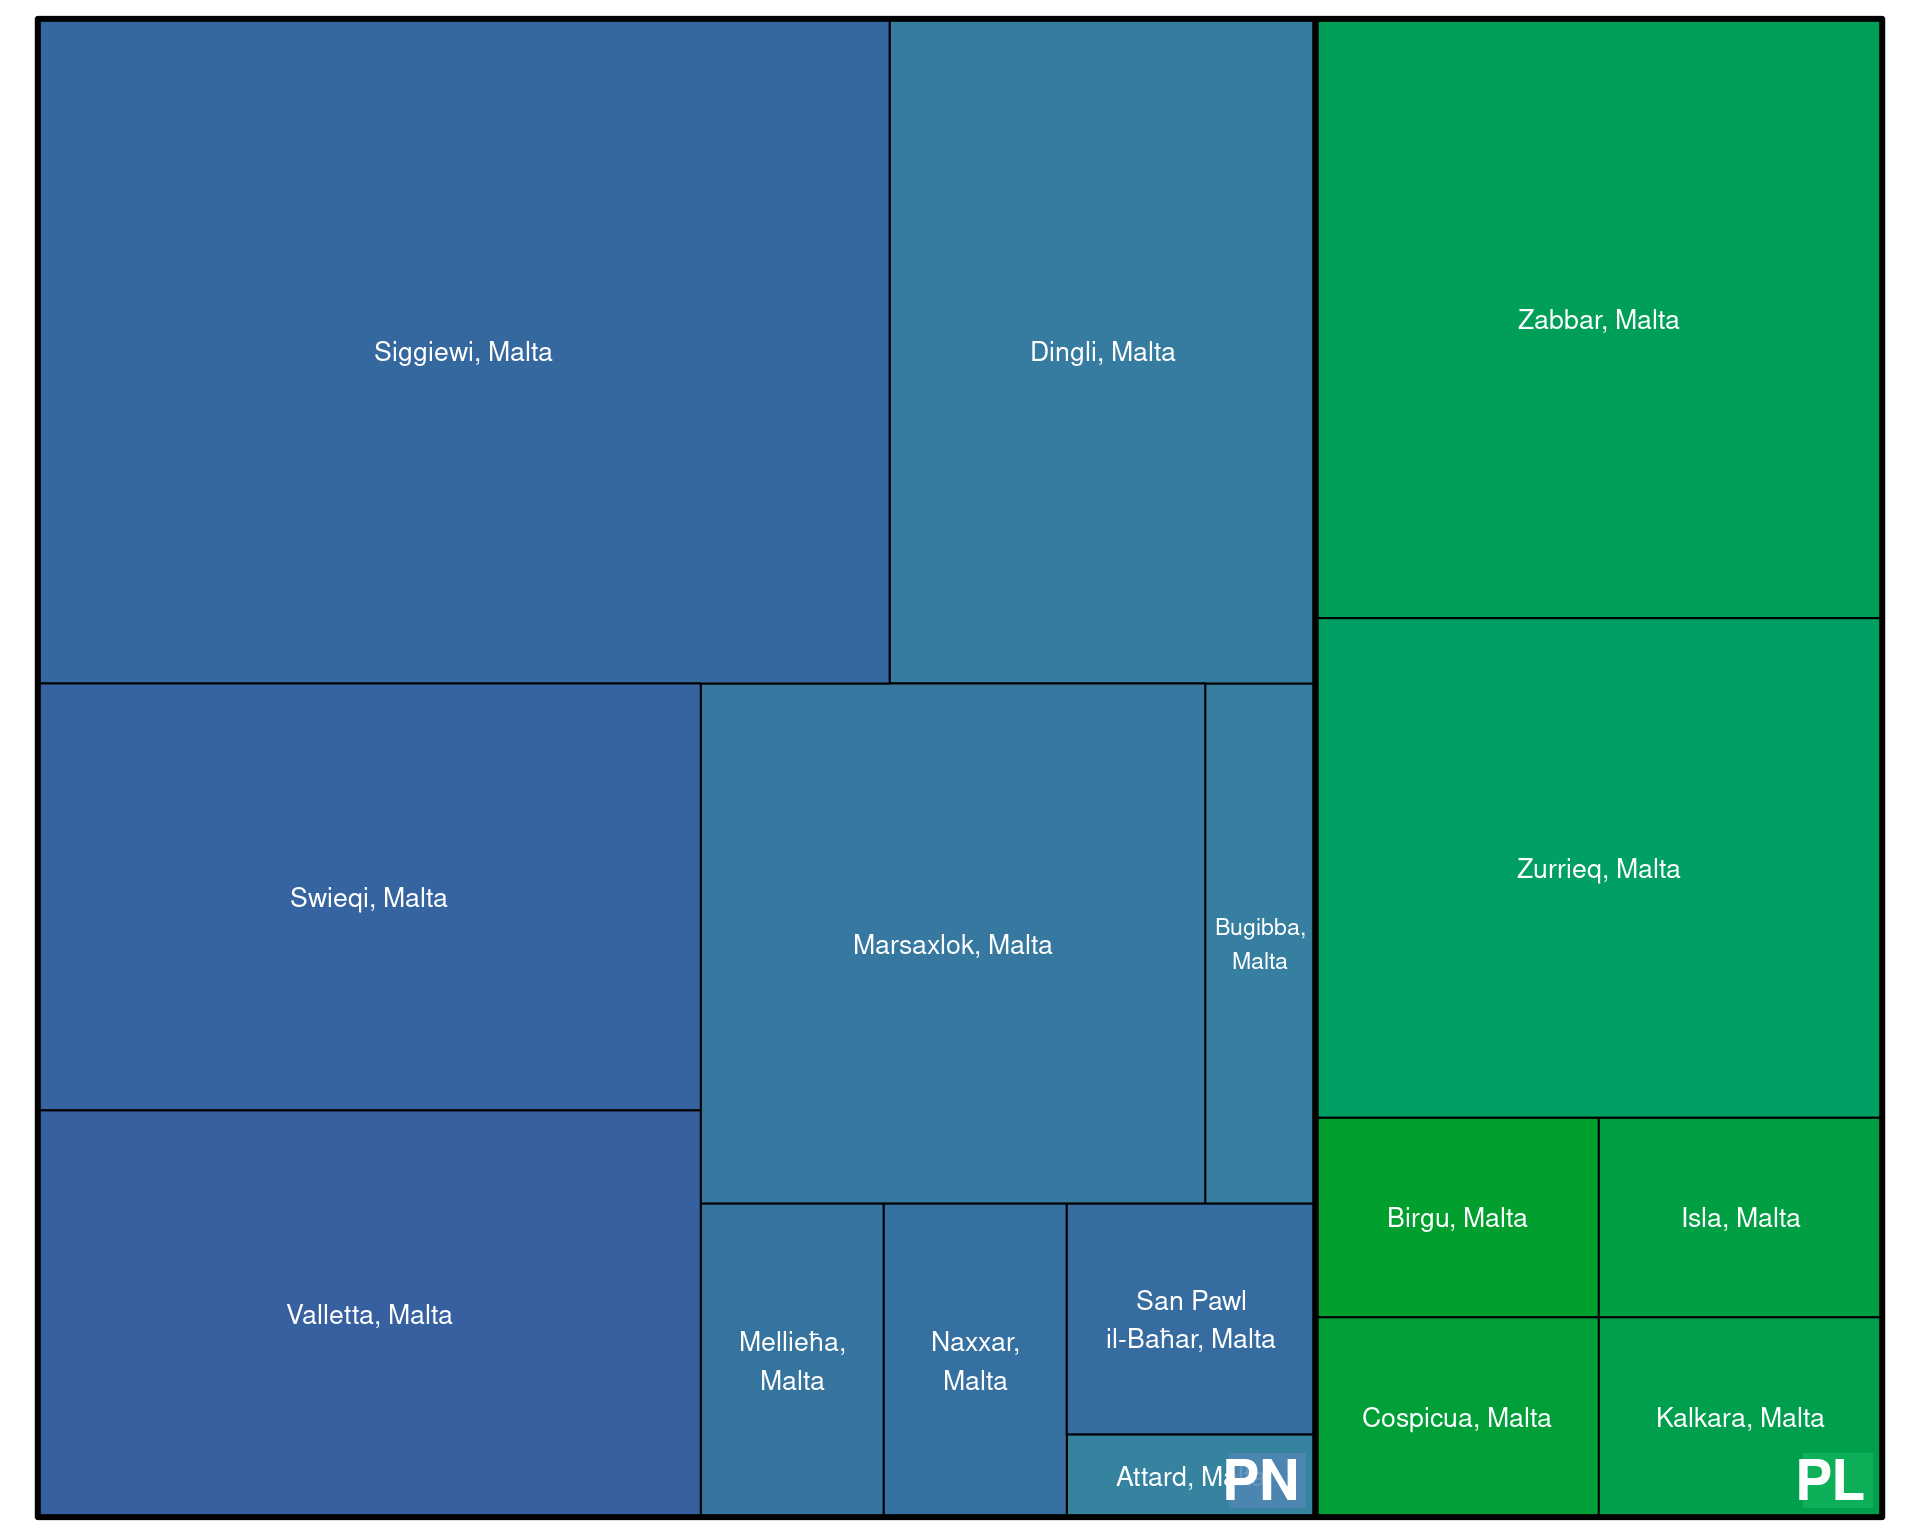 Siggiewi, Malta
Dingli, Malta
Zabbar, Malta
Swieqi, Malta
Marsaxlok, Malta
Bugibba,
Malta
Zurrieq, Malta
Valletta, Malta
Mellieħa,
Malta
Naxxar,
Malta
San Pawl
il-Baħar, Malta
Attard,
PN
Birgu, Malta
Isla, Malta
Cospicua, Malta
Kalkara, Malta
PL